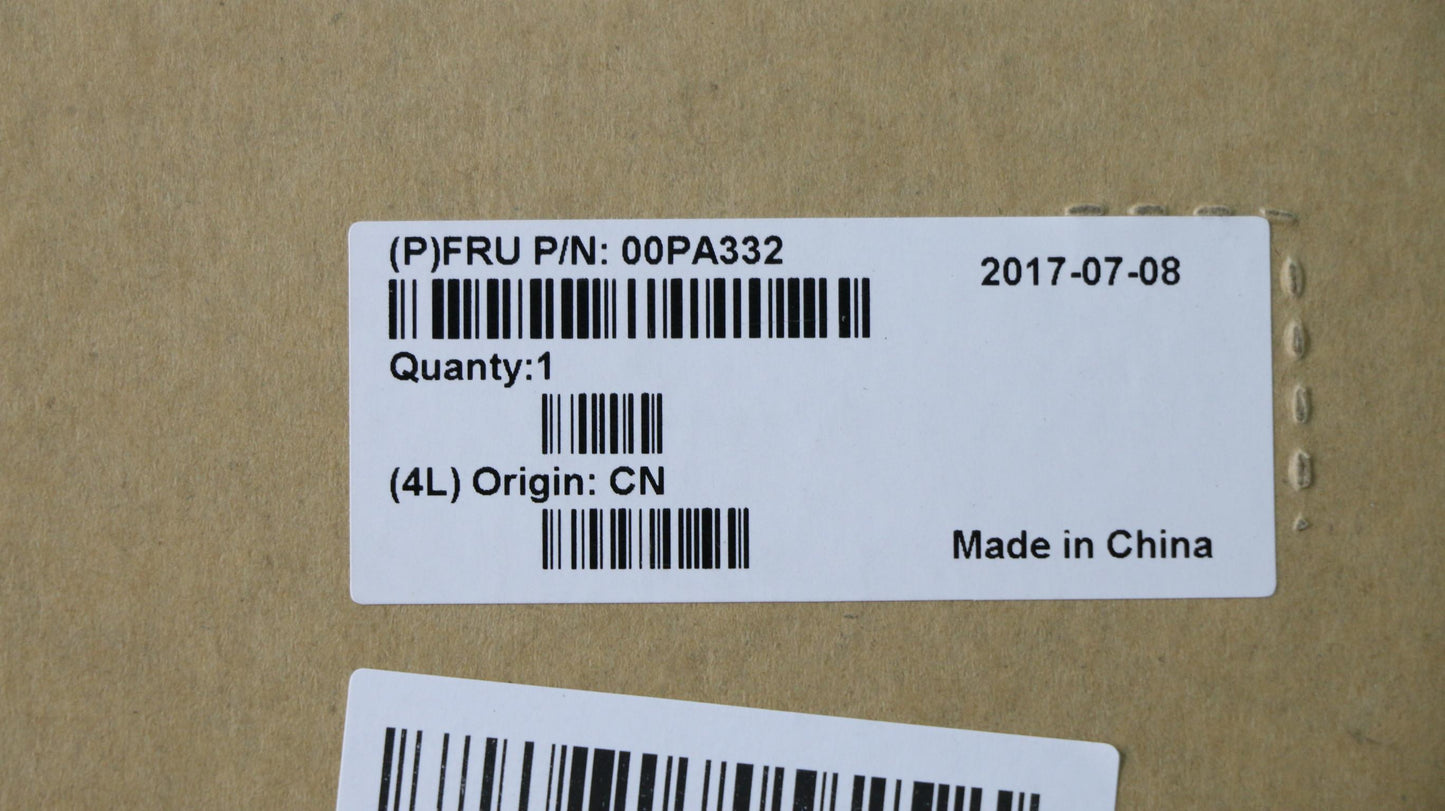 (P)FRU P/N: 00PA332
2017-07-08
Quanty:1
(4L) Origin: CN
Made in China